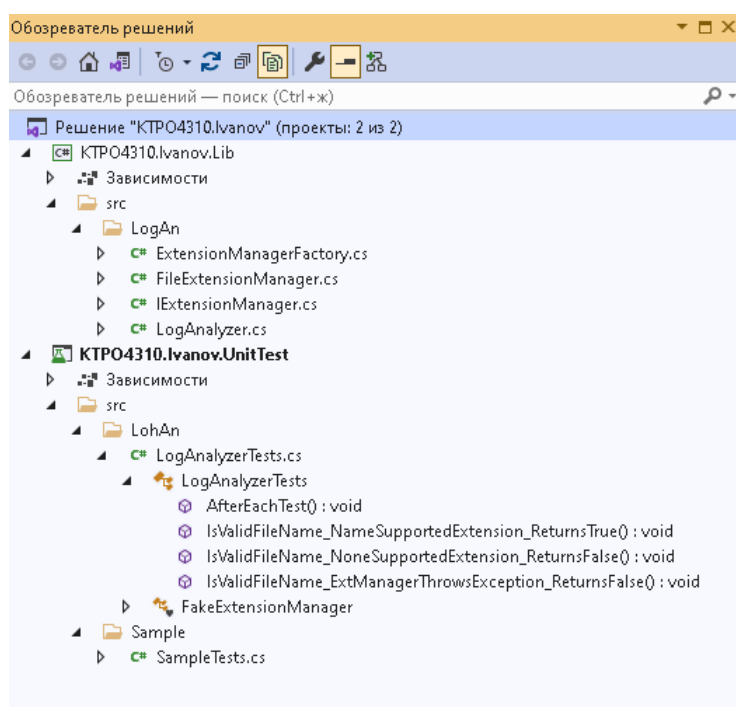 Обозреватель решений
Обозреватель решений — поиск (Ctrl+ж)
Решение "KTPO4310.Ivanov" (проекты: 2 из 2)
C# KTPO4310.Ivanov.Lib
Зависимости
src
LogAn
C# ExtensionManagerFactory.cs
C# FileExtensionManager.cs
C# IExtensionManager.cs
C# LogAnalyzer.cs
KTPO4310.Ivanov.UnitTest
Зависимости
src
LohAn
C# LogAnalyzerTests.cs
LogAnalyzerTests
AfterEachTest() : void
IsValidFileName_NameSupportedExtension_ReturnsTrue() : void
IsValidFileName_NoneSupportedExtension_ReturnsFalse() : void
IsValidFileName_ExtManagerThrowsException_ReturnsFalse() : void
FakeExtensionManager
Sample
C# SampleTests.cs